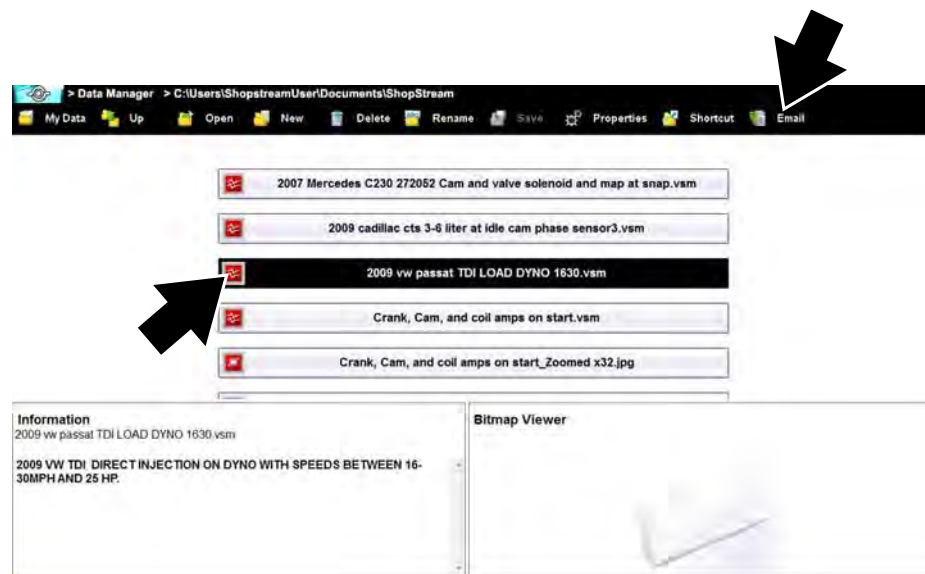 > Data Manager > C:\Users\ShopstreamUser\Documents\ShopStream
My Data Up Open New Delete Rename Save Properties Shortcut Email
2007 Mercedes C230 272052 Cam and valve solenoid and map at snap.vsm
2009 cadillac cts 3-6 liter at idle cam phase sensor3.vsm
2009 vw passat TDI LOAD DYNO 1630.vsm
Crank, Cam, and coil amps on start.vsm
Crank, Cam, and coil amps on start_Zoomed x32.jpg
Information
2009 vw passat TDI LOAD DYNO 1630.vsm
2009 VW TDI DIRECT INJECTION ON DYNO WITH SPEEDS BETWEEN 16-
30MPH AND 25 HP.
Bitmap Viewer